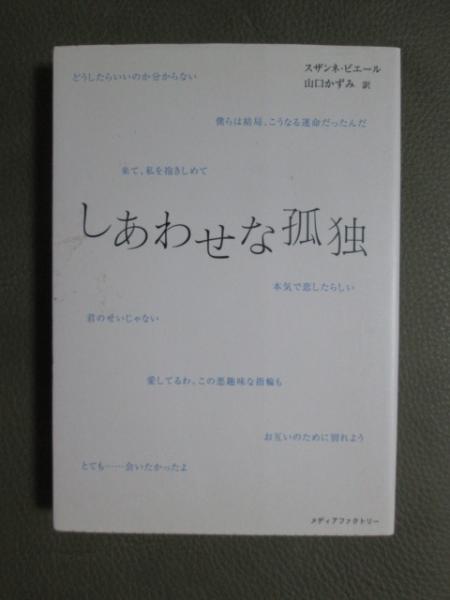 スザンネ・ビエール
山口かずみ 訳
どうしたらいいのか分からない
僕らは結局、こうなる運命だったんだ
来て、私を抱きしめて
しあわせな孤独
本気で恋したらしい
君のせいじゃない
愛してるわ、この悪趣味な指輪も
お互いのために別れよう
とても……会いたかったよ
メディアファクトリー